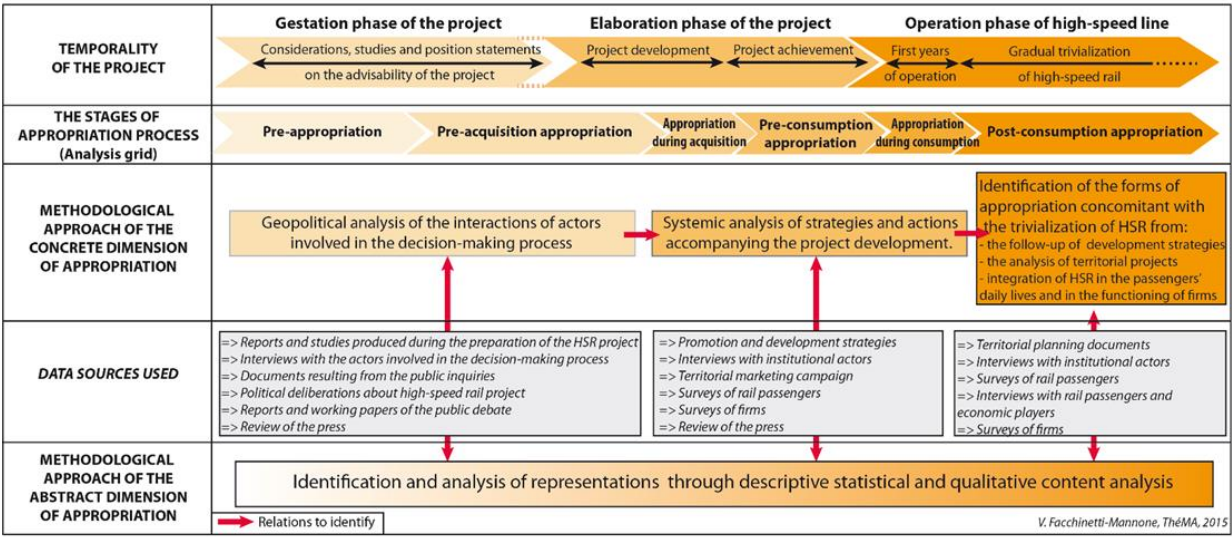 Gestation phase of the project
Elaboration phase of the project
Operation phase of high-speed line
TEMPORALITY
OF THE PROJECT
Considerations, studies and position statements
on the advisability of the project
Project development
Project achievement
First years
of operation
Gradual trivialization
of high-speed rail
THE STAGES OF
APPROPRIATION PROCESS
(Analysis grid)
Pre-appropriation
Pre-acquisition appropriation
Appropriation
during acquisition
Pre-consumption
appropriation
Appropriation
during consumption
Post-consumption appropriation
METHODOLOGICAL
APPROACH OF THE
CONCRETE DIMENSION
OF APPROPRIATION
Geopolitical analysis of the interactions of actors
involved in the decision-making process
Systemic analysis of strategies and actions
accompanying the project development.
Identification of the forms of
appropriation concomitant with
the trivialization of HSR from:
- the follow-up of development strategies
- the analysis of territorial projects
- integration of HSR in the passengers'
daily lives and in the functioning of firms
DATA SOURCES USED
=> Reports and studies produced during the preparation of the HSR project
=> Interviews with the actors involved in the decision-making process
=> Documents resulting from the public inquiries
=> Political deliberations about high-speed rail project
=> Reports and working papers of the public debate
=> Review of the press
=> Promotion and development strategies
=> Interviews with institutional actors
=> Territorial marketing campaign
=> Surveys of rail passengers
=> Surveys of firms
=> Review of the press
=> Territorial planning documents
=> Interviews with institutional actors
=> Surveys of rail passengers
=> Interviews with rail passengers and
economic players
=> Surveys of firms
METHODOLOGICAL
APPROACH OF THE
ABSTRACT DIMENSION
OF APPROPRIATION
Identification and analysis of representations through descriptive statistical and qualitative content analysis
Relations to identify
V. Facchinetti-Mannone, ThéMA, 2015